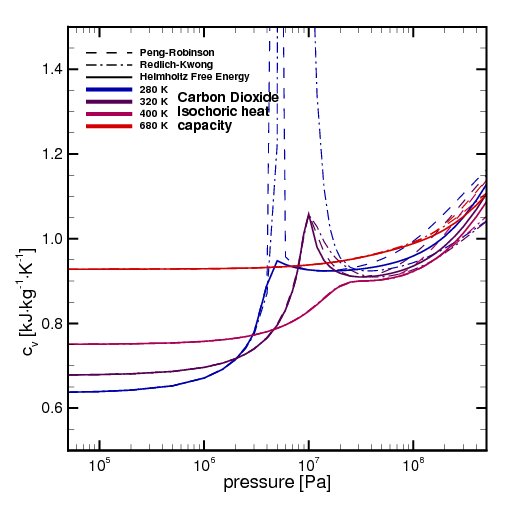 1.4
1.2
1.0
0.8
0.6
c_v [kJ·kg⁻¹·K⁻¹]
Peng-Robinson
Redlich-Kwong
Helmholtz Free Energy
280 K
320 K
400 K
680 K
Carbon Dioxide
Isochoric heat
capacity
10⁵
10⁶
10⁷
10⁸
pressure [Pa]